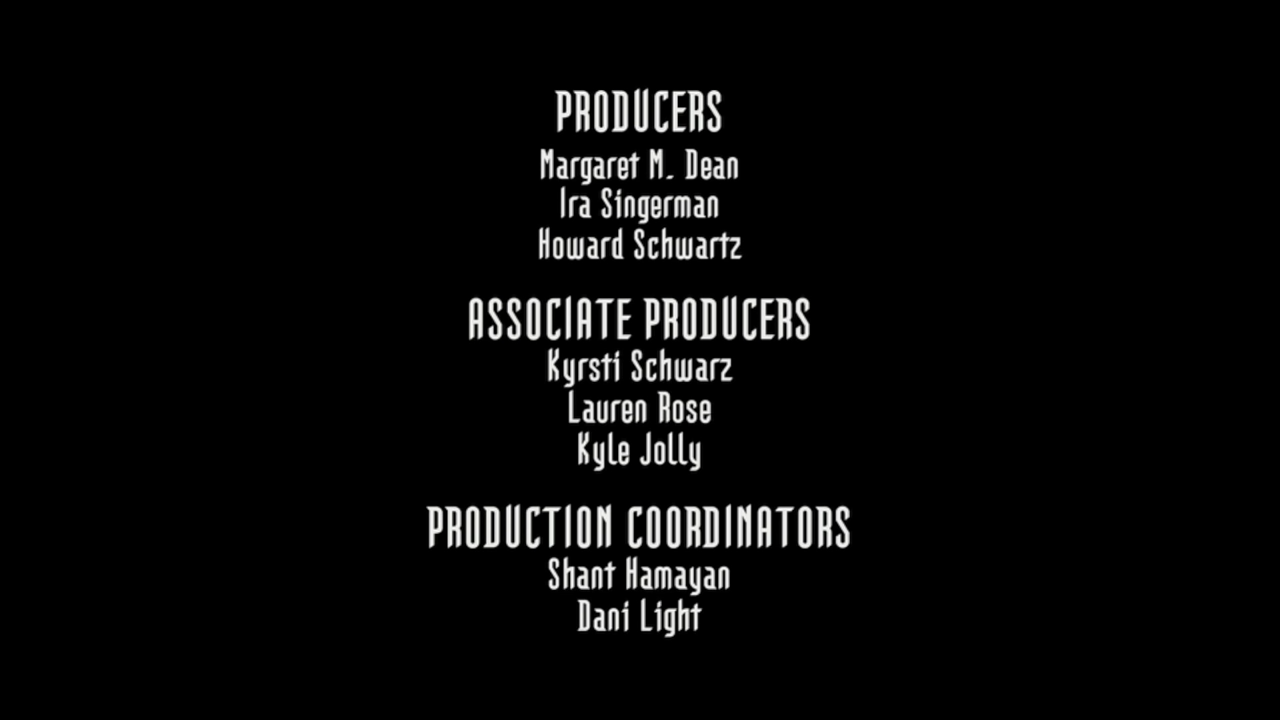 PRODUCERS
Margaret M. Dean
Ira Singerman
Howard Schwartz
ASSOCIATE PRODUCERS
Kyrsti Schwarz
Lauren Rose
Kyle Jolly
PRODUCTION COORDINATORS
Shant Hamayan
Dani Light